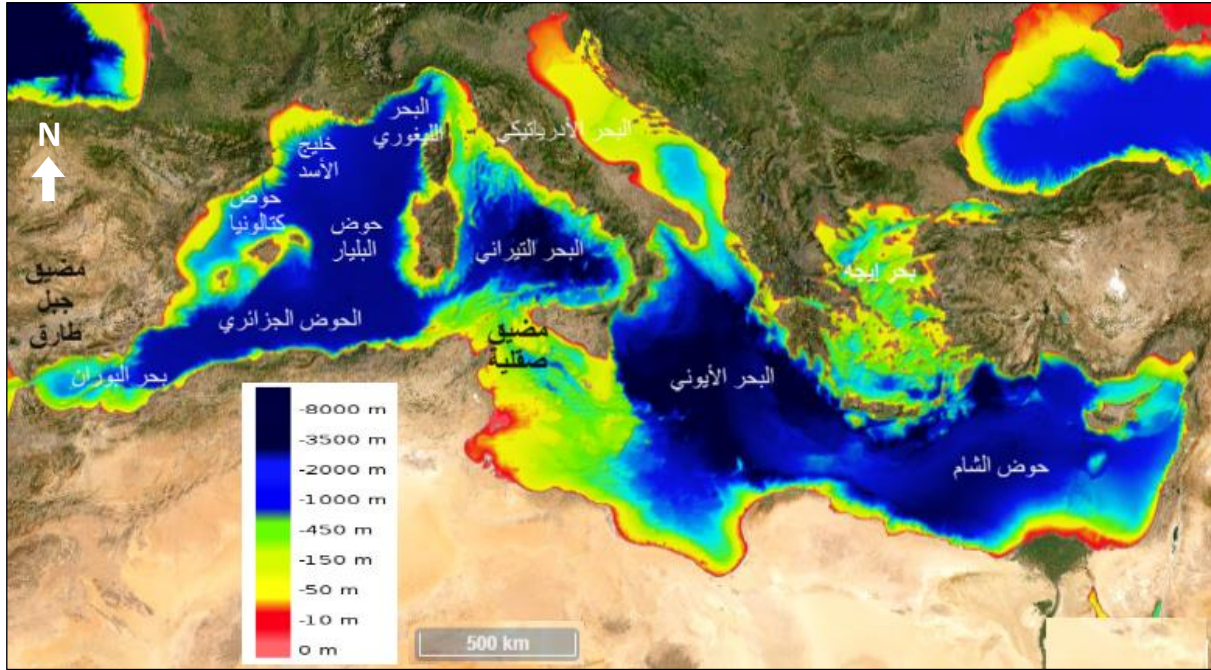 N
البحر
الليغوري
خليج
الأسد
البحر الأدرياتيكي
حوض
كتالونيا
حوض
البليار
البحر التيراني
بحر إيجه
مضيق
جبل
طارق
الحوض الجزائري
مضيق
صقلية
بحر البوران
البحر الأيوني
حوض الشام
-8000 m
-3500 m
-2000 m
-1000 m
-450 m
-150 m
-50 m
-10 m
0 m
500 km